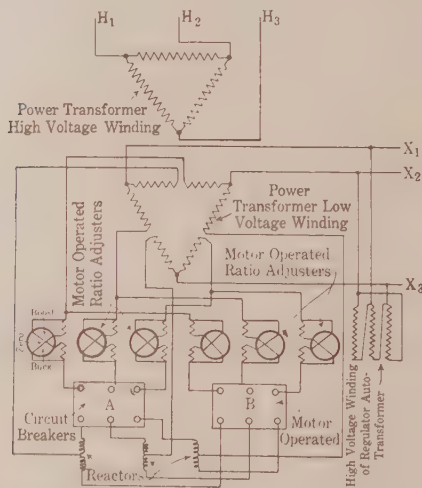 H₁ H₂ H₃
Power Transformer
High Voltage Winding
X₁
X₂
Power
Transformer Low
Voltage Winding
Motor Operated
Ratio Adjusters
Motor Operated
Ratio Adjusters
X₃
Boost
Zero
Buck
A
B
Circuit
Breakers
Motor
Operated
Reactors
High Voltage Winding
of Regulator Auto-
Transformer